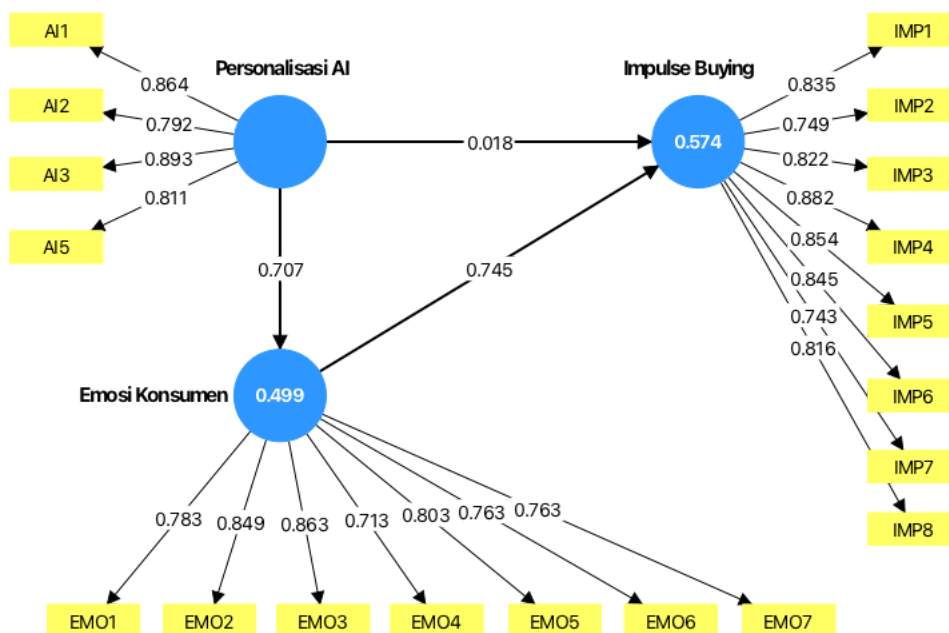 AI1
AI2
AI3
AI5
0.864
0.792
0.893
0.811
Personalisasi AI
0.018
0.707
0.745
Impulse Buying
0.574
0.835
0.749
0.822
0.882
0.854
0.845
0.743
0.816
IMP1
IMP2
IMP3
IMP4
IMP5
IMP6
IMP7
IMP8
Emosi Konsumen
0.499
0.783
0.849
0.863
0.713
0.803
0.763
0.763
EMO1
EMO2
EMO3
EMO4
EMO5
EMO6
EMO7